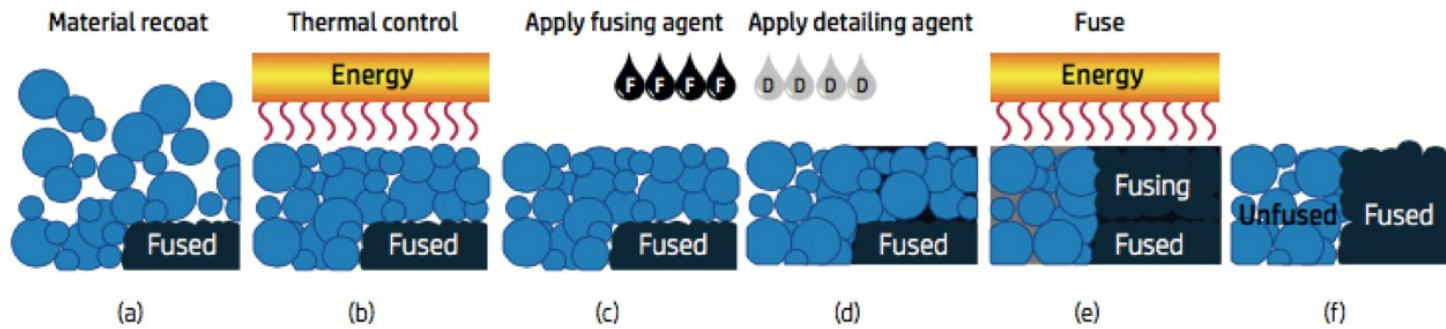 Material recoat
Thermal control
Apply fusing agent
Apply detailing agent
Fuse
Energy
F F F F
D D D D
Energy
Fused
Fused
Fused
Fused
Fusing
Fused
Unfused
Fused
(a)
(b)
(c)
(d)
(e)
(f)